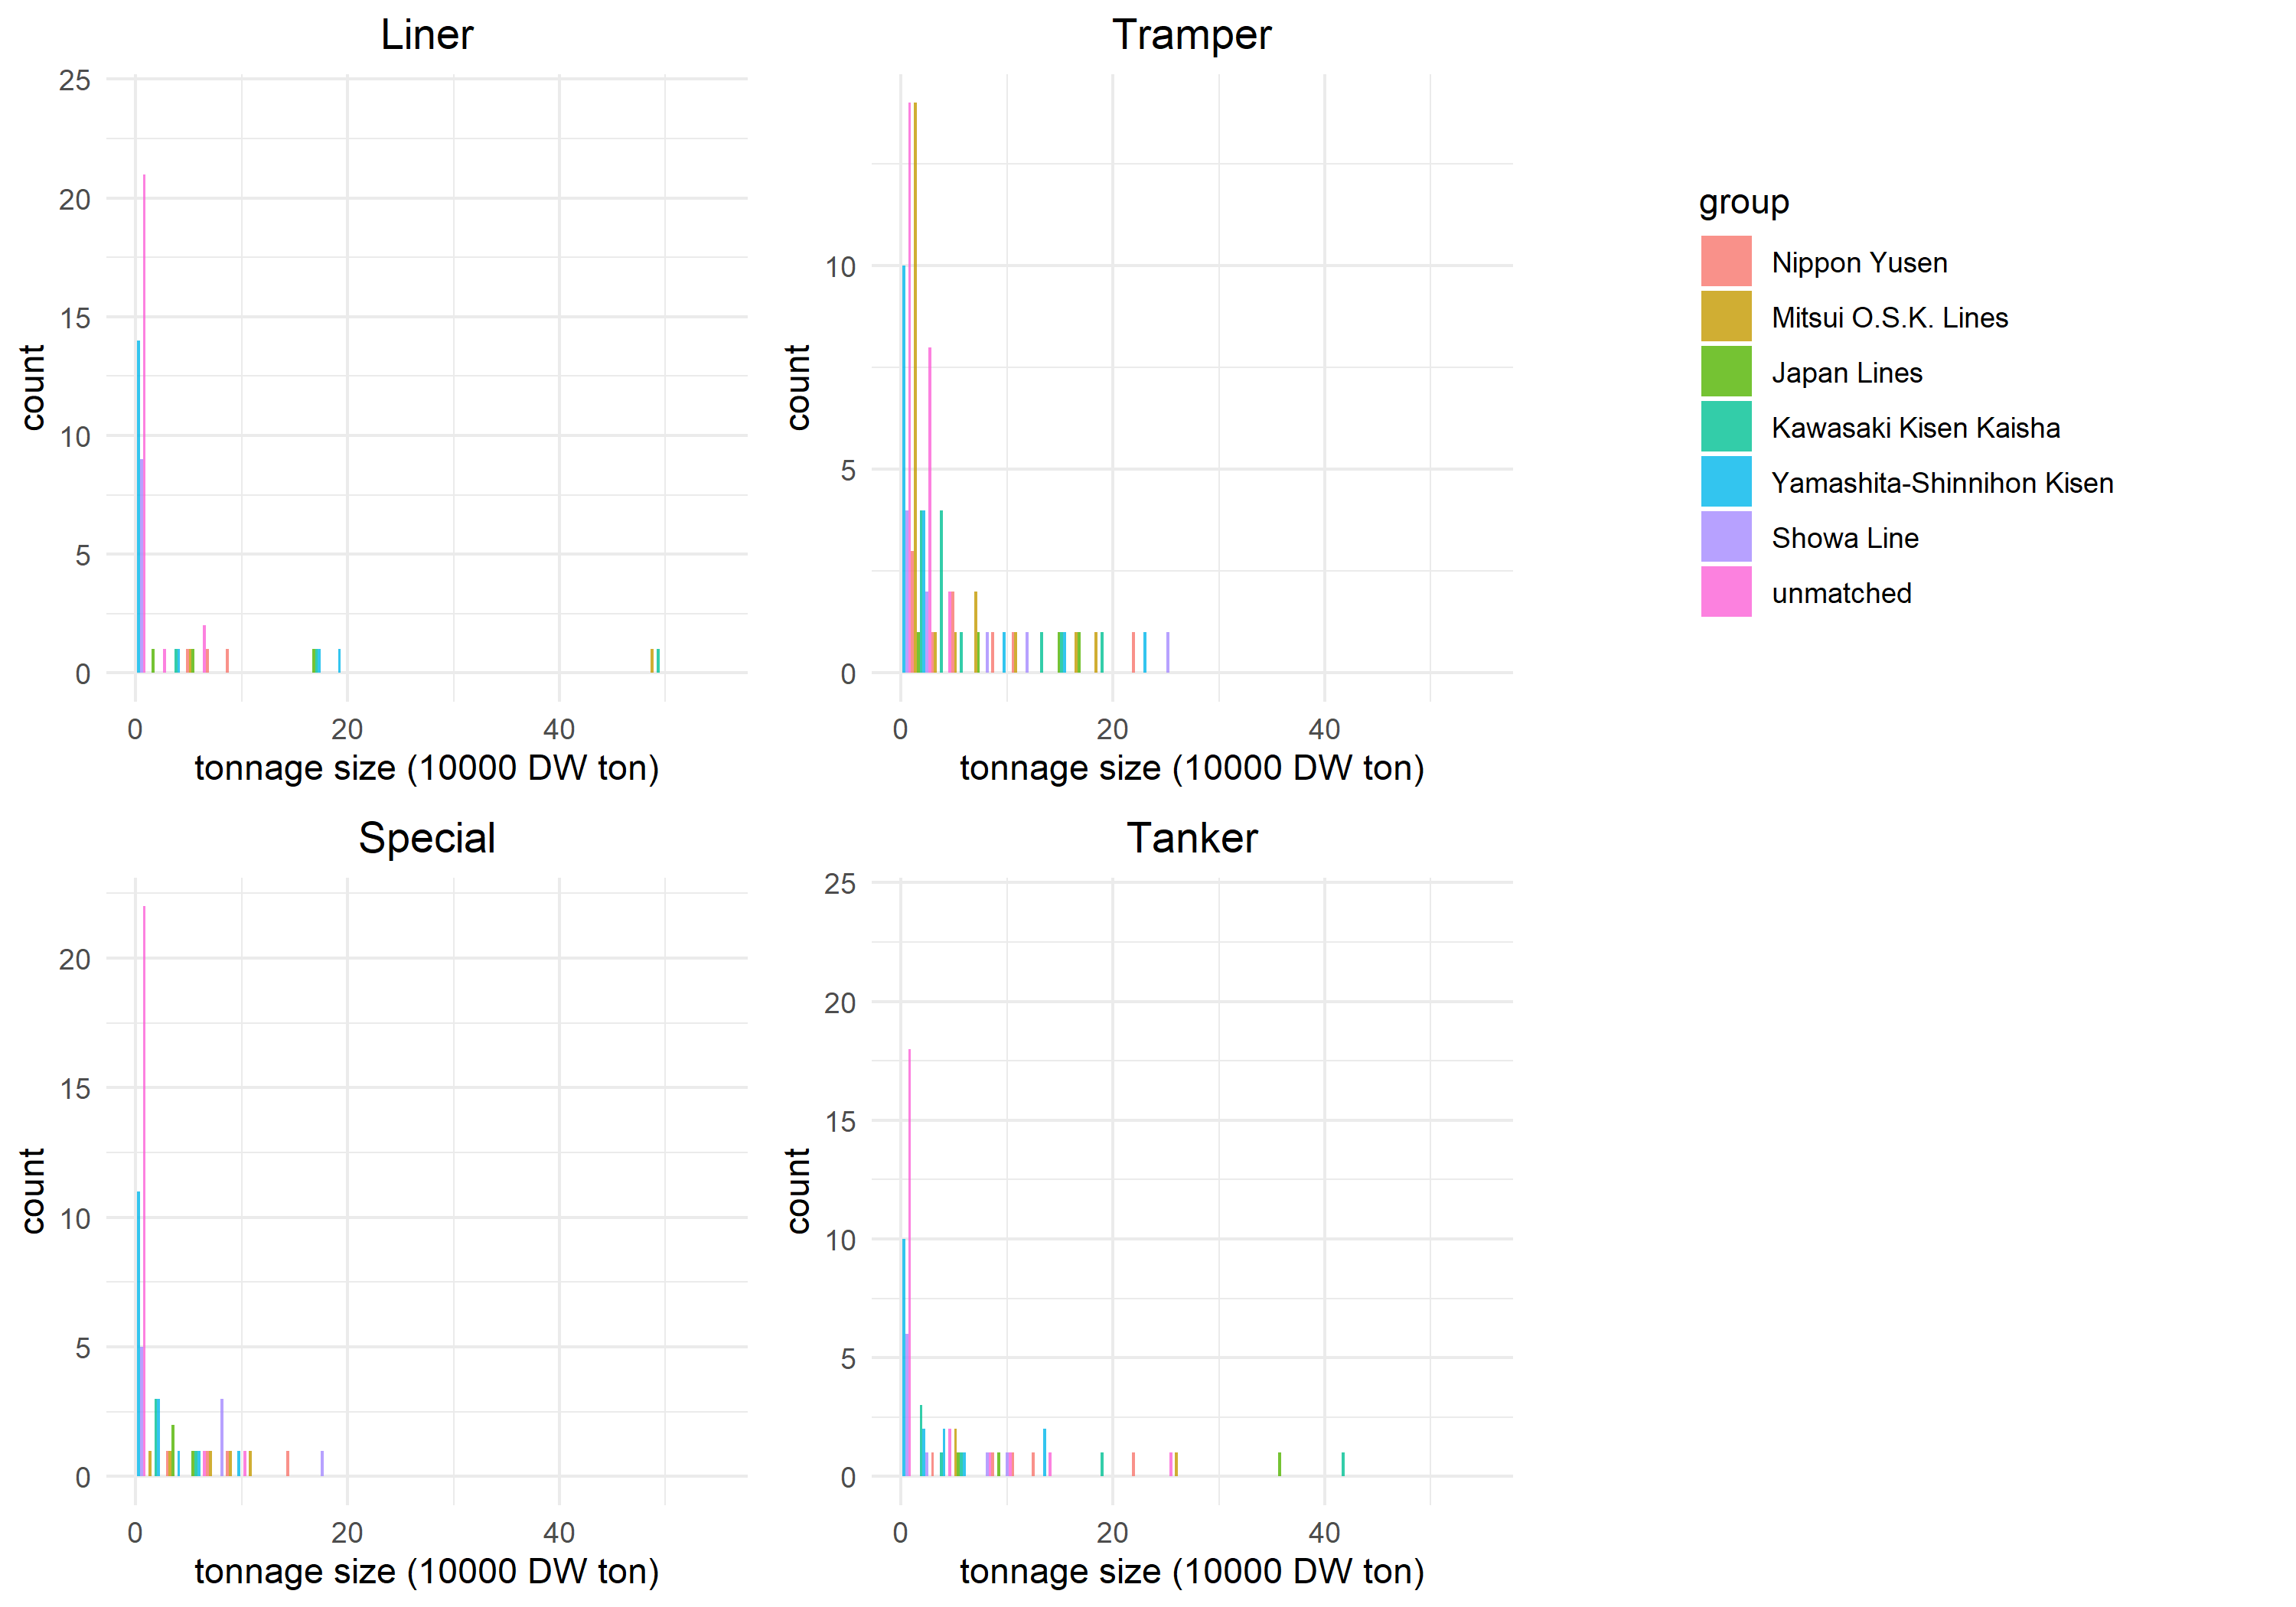 Liner
25
20
15
10
5
0
count
0 20 40
tonnage size (10000 DW ton)
Tramper
10
5
0
count
0 20 40
tonnage size (10000 DW ton)
group
Nippon Yusen
Mitsui O.S.K. Lines
Japan Lines
Kawasaki Kisen Kaisha
Yamashita-Shinnihon Kisen
Showa Line
unmatched
Special
20
15
10
5
0
count
0 20 40
tonnage size (10000 DW ton)
Tanker
25
20
15
10
5
0
count
0 20 40
tonnage size (10000 DW ton)